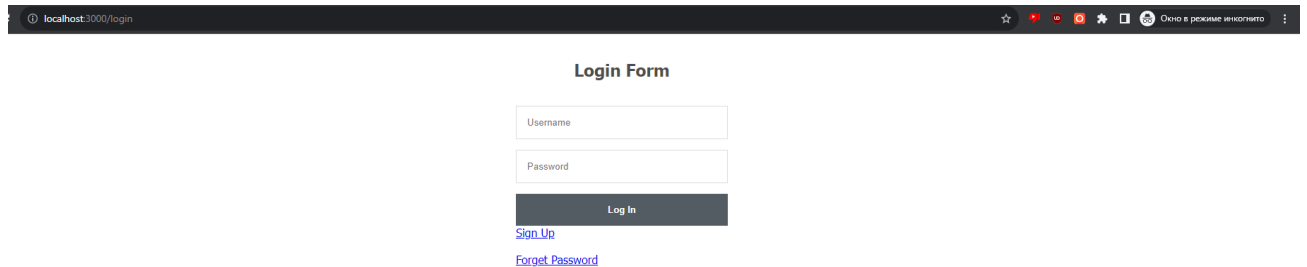 localhost:3000/login
Окно в режиме инкогнито
Login Form
Username
Password
Log In
Sign Up
Forget Password